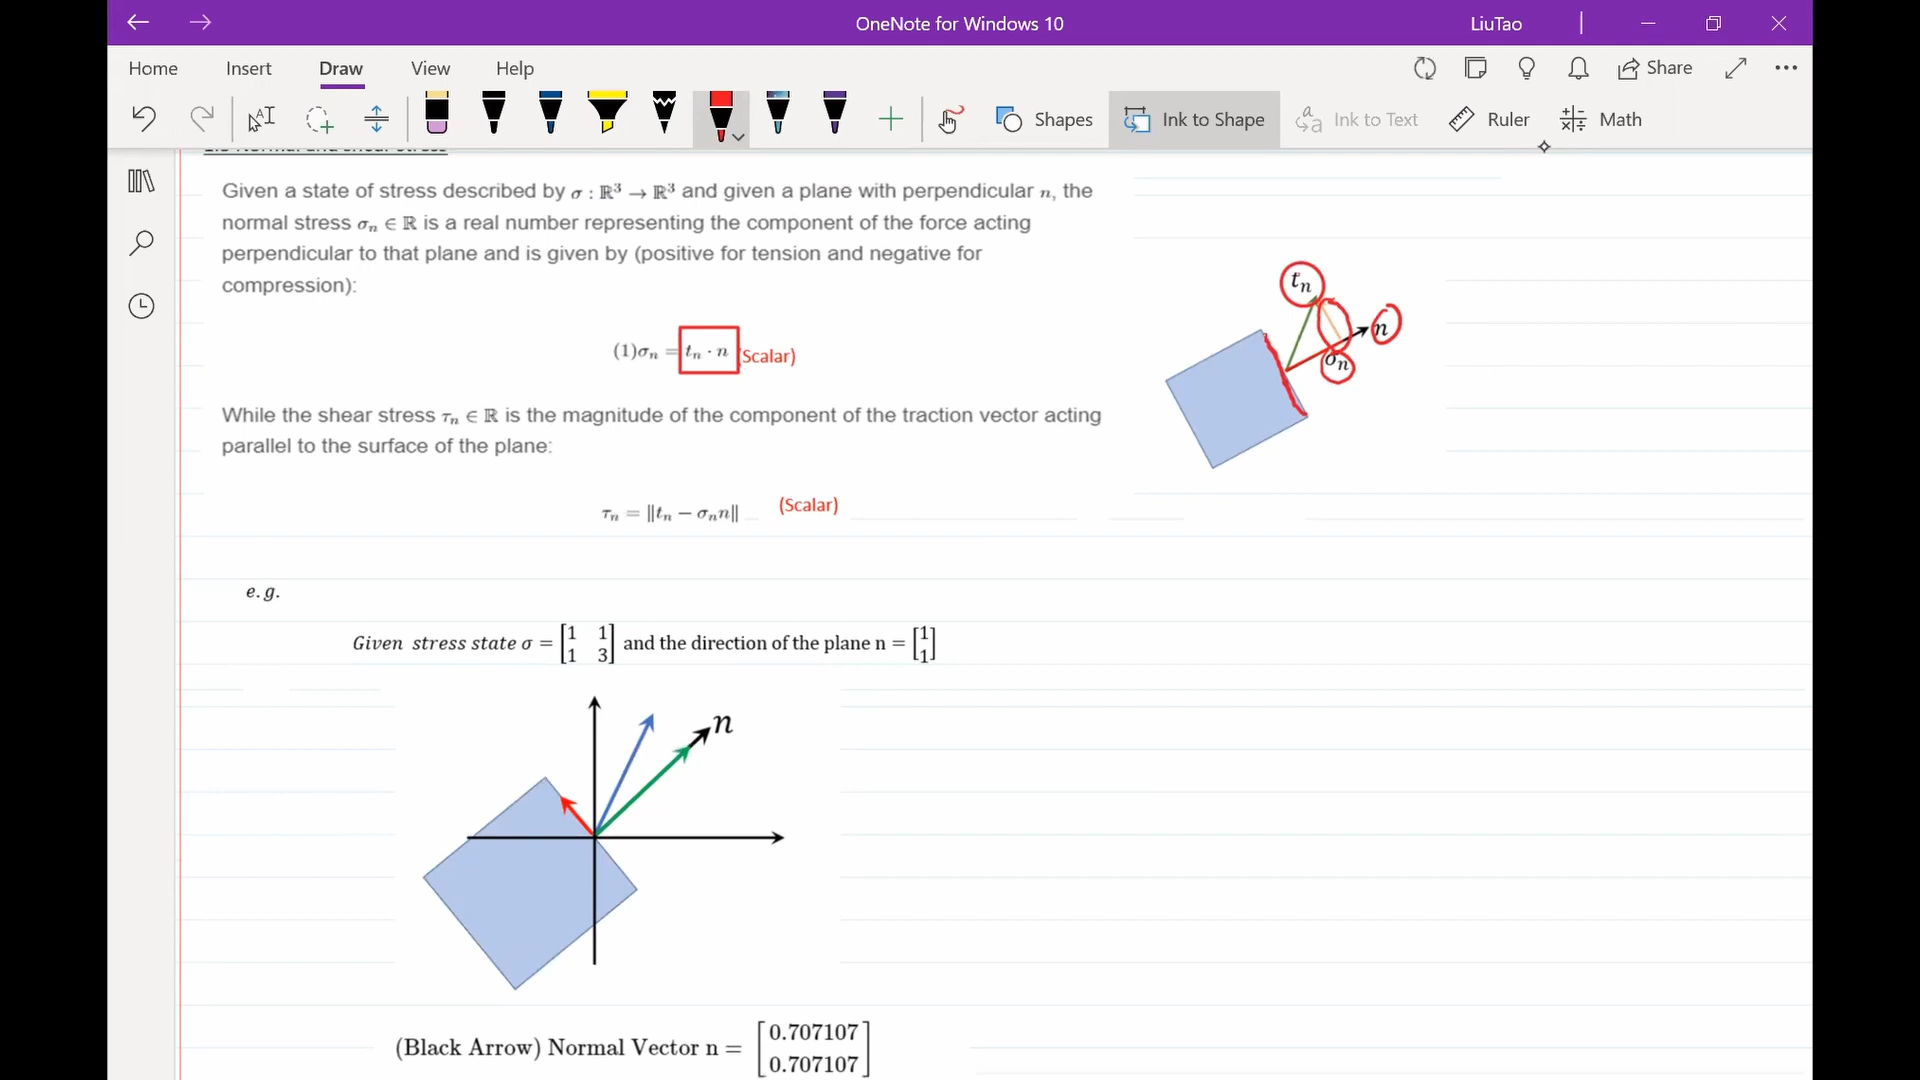 OneNote for Windows 10
LiuTao
Home Insert Draw View Help
Share
Shapes Ink to Shape Ink to Text Ruler Math
Given a state of stress described by σ : ℝ³ → ℝ³ and given a plane with perpendicular n, the
normal stress σₙ ∈ ℝ is a real number representing the component of the force acting
perpendicular to that plane and is given by (positive for tension and negative for
compression):
(1)σₙ = tₙ · n (Scalar)
While the shear stress τₙ ∈ ℝ is the magnitude of the component of the traction vector acting
parallel to the surface of the plane:
τₙ = ‖tₙ − σₙn‖ (Scalar)
tₙ
n
σₙ
e.g.
Given stress state σ = [1 1; 1 3] and the direction of the plane n = [1; 1]
n
(Black Arrow) Normal Vector n = [0.707107; 0.707107]